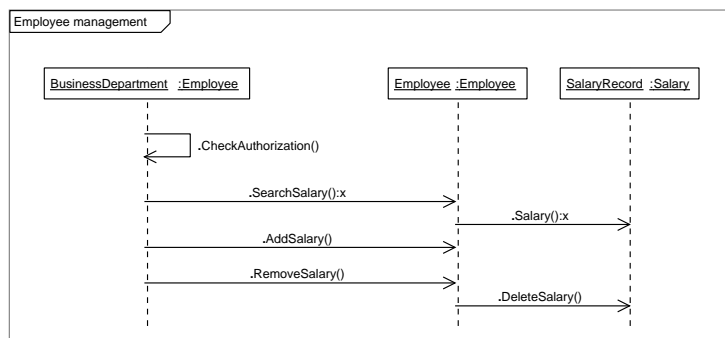 Employee management
BusinessDepartment :Employee
Employee :Employee
SalaryRecord :Salary
.CheckAuthorization()
.SearchSalary():x
.Salary():x
.AddSalary()
.RemoveSalary()
.DeleteSalary()